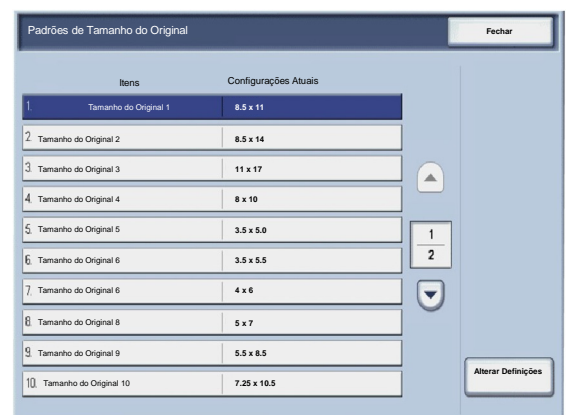 Padrões de Tamanho do Original
Fechar
Itens Configurações Atuais
1. Tamanho do Original 1 8.5 x 11
2. Tamanho do Original 2 8.5 x 14
3. Tamanho do Original 3 11 x 17
4. Tamanho do Original 4 8 x 10
5. Tamanho do Original 5 3.5 x 5.0
6. Tamanho do Original 6 3.5 x 5.5
7. Tamanho do Original 6 4 x 6
8. Tamanho do Original 8 5 x 7
9. Tamanho do Original 9 5.5 x 8.5
10. Tamanho do Original 10 7.25 x 10.5
1
2
Alterar Definições